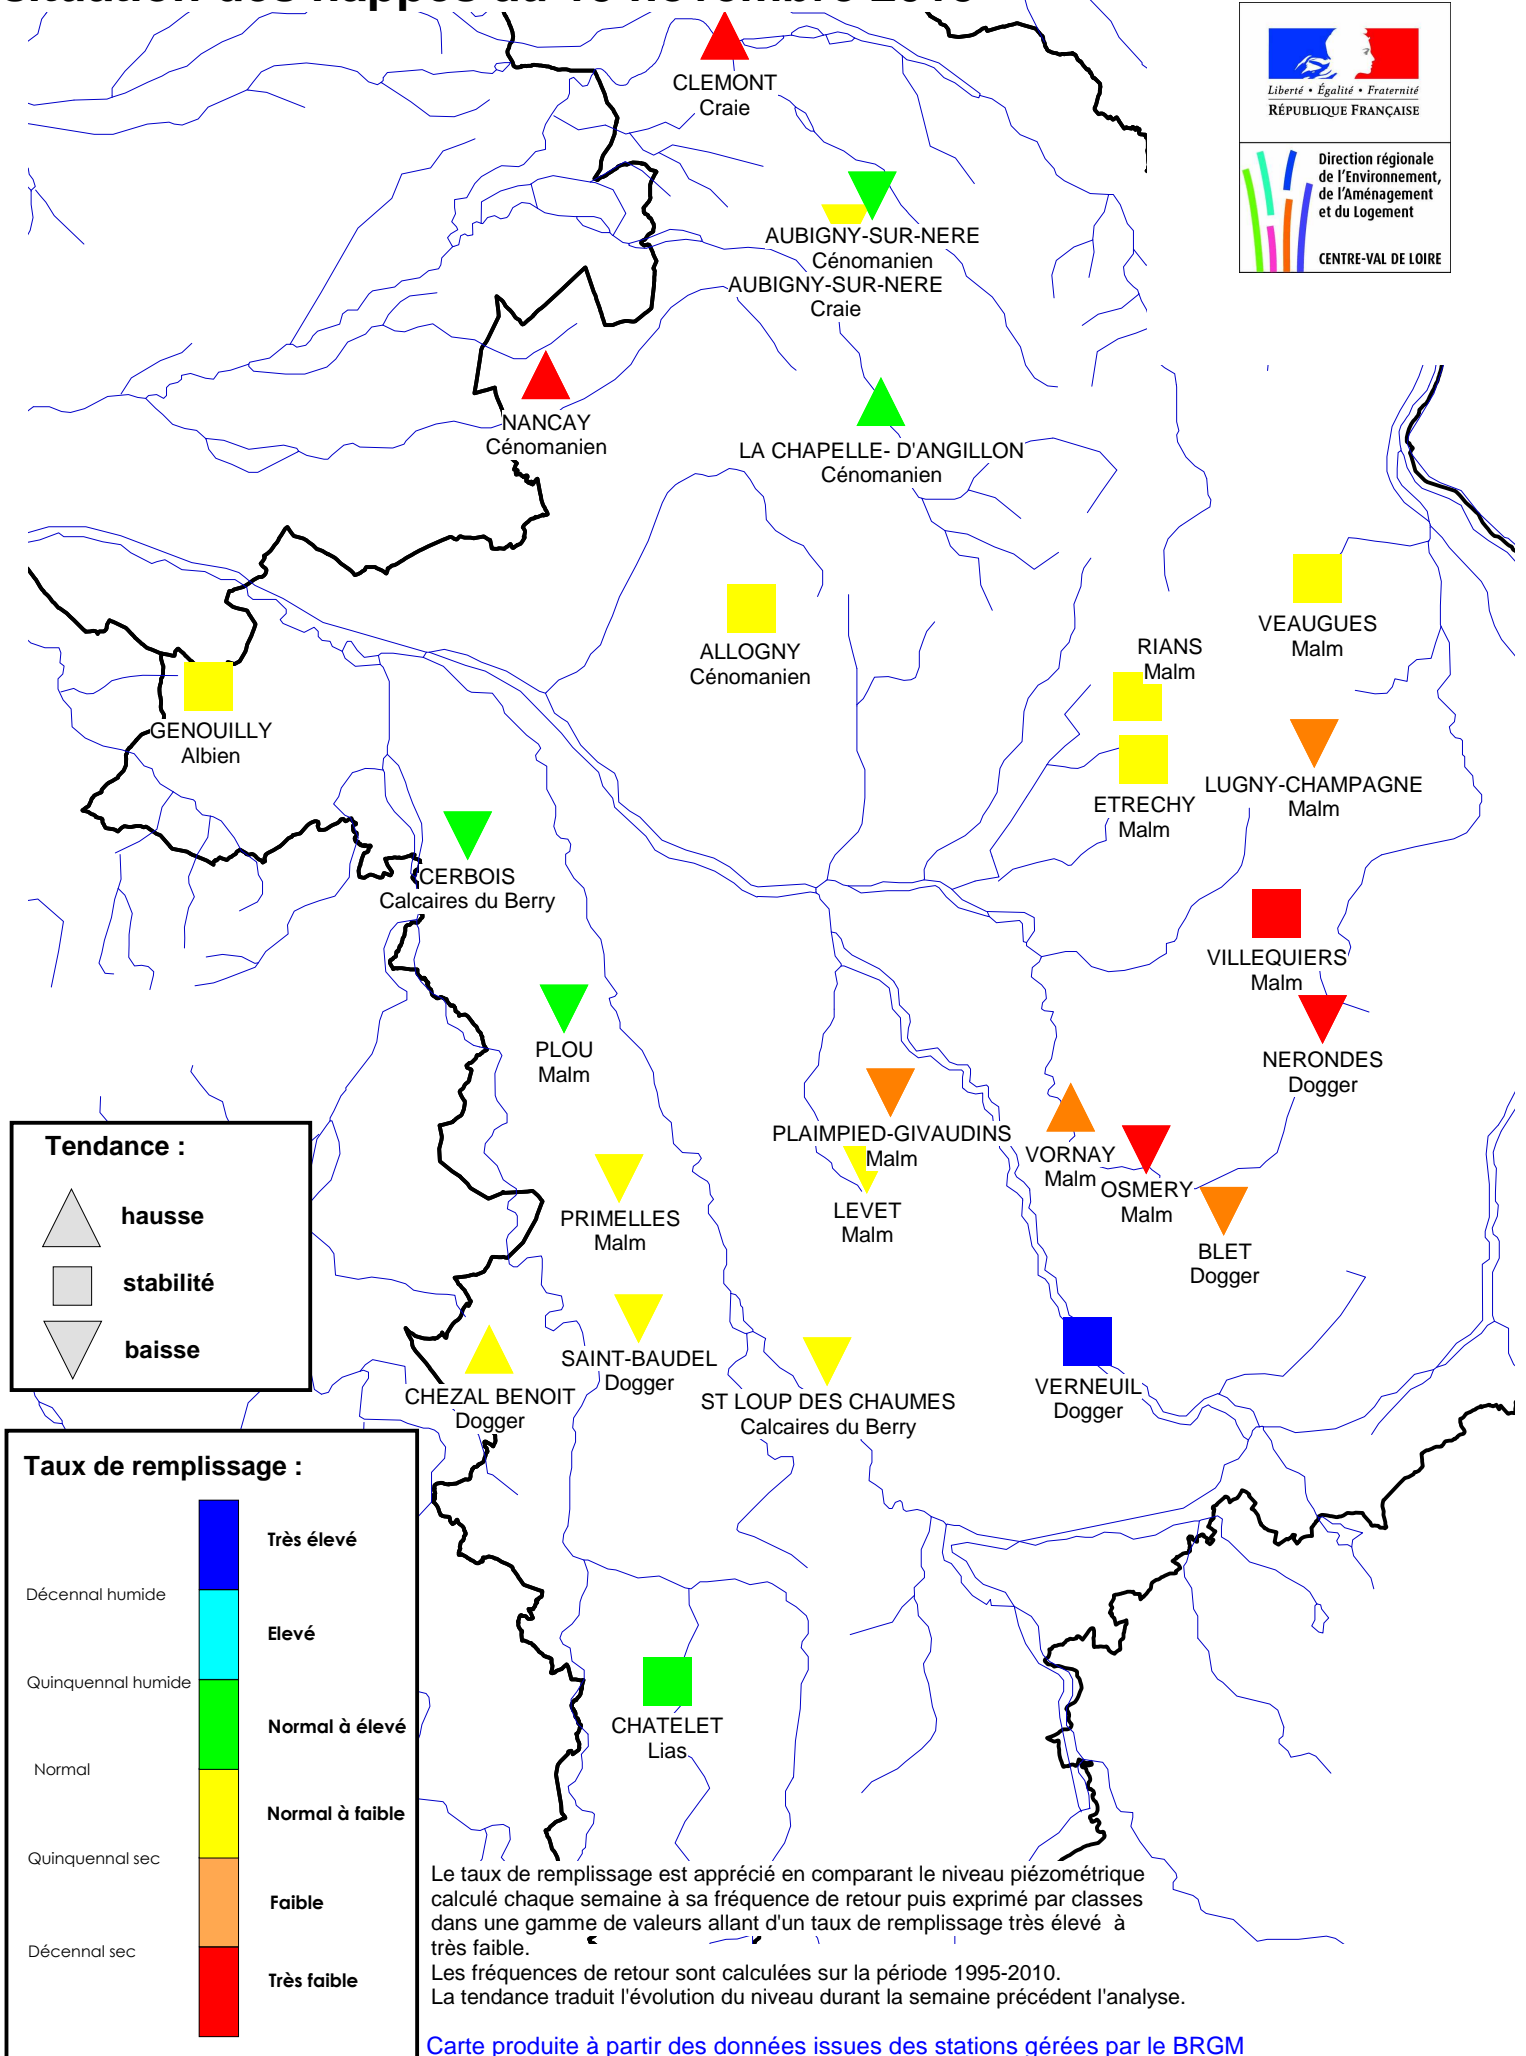 CLEMONT
Craie
Liberté • Égalité • Fraternité
RÉPUBLIQUE FRANÇAISE
Direction régionale
de l'Environnement,
de l'Aménagement
et du Logement
CENTRE-VAL DE LOIRE
AUBIGNY-SUR-NERE
Cénomanien
AUBIGNY-SUR-NERE
Craie
NANCAY
Cénomanien
LA CHAPELLE- D'ANGILLON
Cénomanien
VEAUGUES
Malm
RIANS
Malm
ALLOGNY
Cénomanien
GENOUILLY
Albien
LUGNY-CHAMPAGNE
Malm
ETRECHY
Malm
CERBOIS
Calcaires du Berry
VILLEQUIERS
Malm
PLOU
Malm
NERONDES
Dogger
PLAIMPIED-GIVAUDINS
Malm
VORNAY
Malm
OSMERY
Malm
PRIMELLES
Malm
LEVET
Malm
BLET
Dogger
Tendance :
hausse
stabilité
baisse
SAINT-BAUDEL
Dogger
CHEZAL BENOIT
Dogger
ST LOUP DES CHAUMES
Calcaires du Berry
VERNEUIL
Dogger
Taux de remplissage :
Très élevé
Décennal humide
Elevé
Quinquennal humide
Normal à élevé
Normal
Normal à faible
Quinquennal sec
Faible
Décennal sec
Très faible
CHATELET
Lias
Le taux de remplissage est apprécié en comparant le niveau piézométrique
calculé chaque semaine à sa fréquence de retour puis exprimé par classes
dans une gamme de valeurs allant d'un taux de remplissage très élevé à
très faible.
Les fréquences de retour sont calculées sur la période 1995-2010.
La tendance traduit l'évolution du niveau durant la semaine précédent l'analyse.
Carte produite à partir des données issues des stations gérées par le BRGM